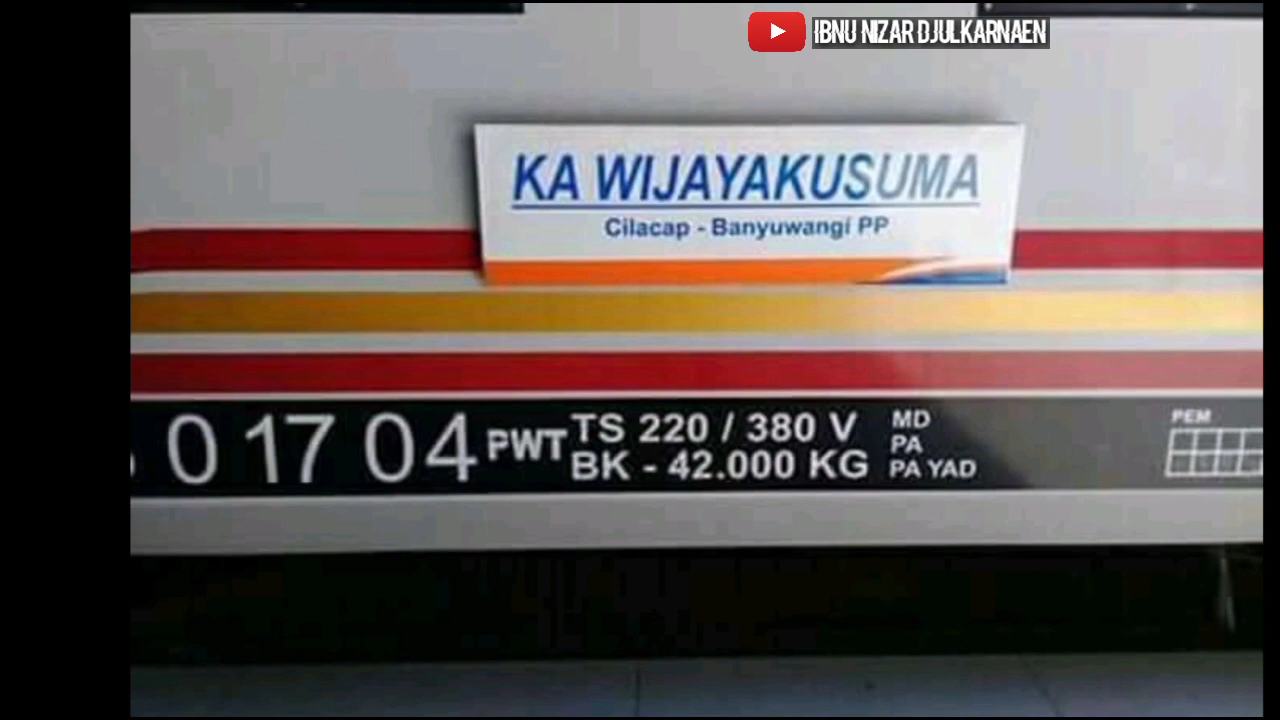 IBNU NIZAR DJULKARNAEN
KA WIJAYAKUSUMA
Cilacap - Banyuwangi PP
0 17 04 PWT
TS 220 / 380 V
BK - 42.000 KG
MD
PA
PA YAD
PEM